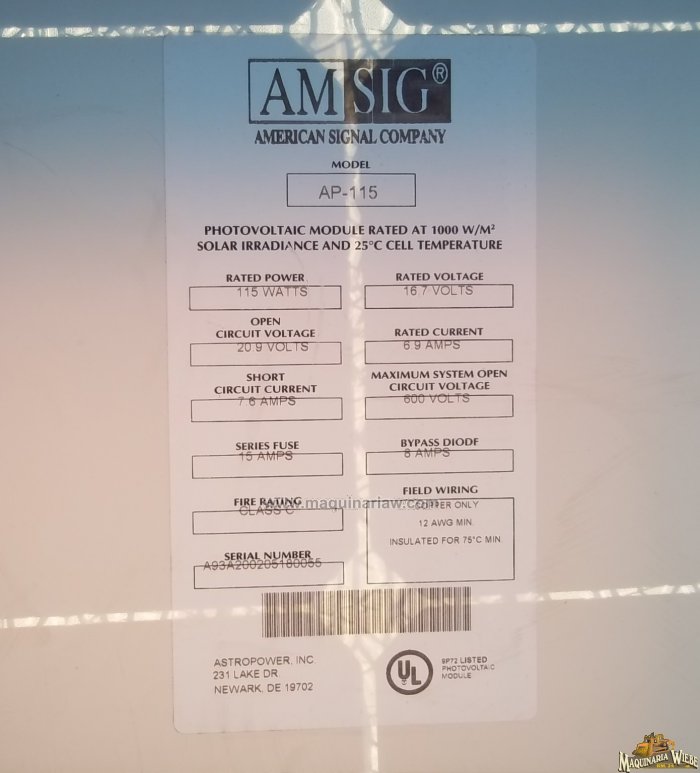 AM SIG®
AMERICAN SIGNAL COMPANY
MODEL
AP-115
PHOTOVOLTAIC MODULE RATED AT 1000 W/M²
SOLAR IRRADIANCE AND 25°C CELL TEMPERATURE
RATED POWER
115 WATTS
RATED VOLTAGE
16.7 VOLTS
OPEN
CIRCUIT VOLTAGE
20.9 VOLTS
RATED CURRENT
6.9 AMPS
SHORT
CIRCUIT CURRENT
7.6 AMPS
MAXIMUM SYSTEM OPEN
CIRCUIT VOLTAGE
600 VOLTS
SERIES FUSE
15 AMPS
BYPASS DIODE
8 AMPS
FIRE RATING
CLASS C
FIELD WIRING
COPPER ONLY
12 AWG MIN.
INSULATED FOR 75°C MIN
www.maquinariaw.com
SERIAL NUMBER
A93A200205180055
ASTROPOWER, INC.
231 LAKE DR
NEWARK, DE 19702
UL
9P72 LISTED
PHOTOVOLTAIC
MODULE
MAQUINARIA WIEBE